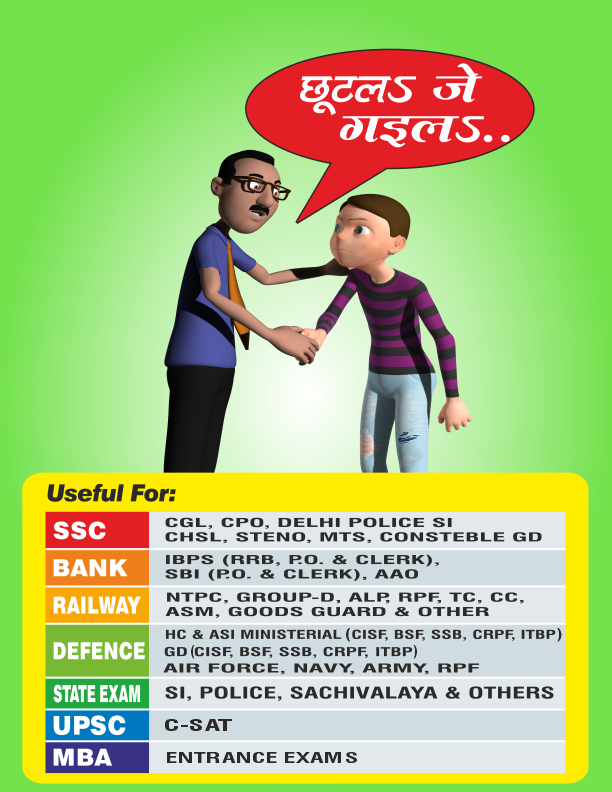 छूटलS जे
गइलS..
Useful For:
SSC
CGL, CPO, DELHI POLICE SI
CHSL, STENO, MTS, CONSTEBLE GD
BANK
IBPS (RRB, P.O. & CLERK),
SBI (P.O. & CLERK), AAO
RAILWAY
NTPC, GROUP-D, ALP, RPF, TC, CC,
ASM, GOODS GUARD & OTHER
DEFENCE
HC & ASI MINISTERIAL (CISF, BSF, SSB, CRPF, ITBP)
GD (CISF, BSF, SSB, CRPF, ITBP)
AIR FORCE, NAVY, ARMY, RPF
STATE EXAM
SI, POLICE, SACHIVALAYA & OTHERS
UPSC
C-SAT
MBA
ENTRANCE EXAMS